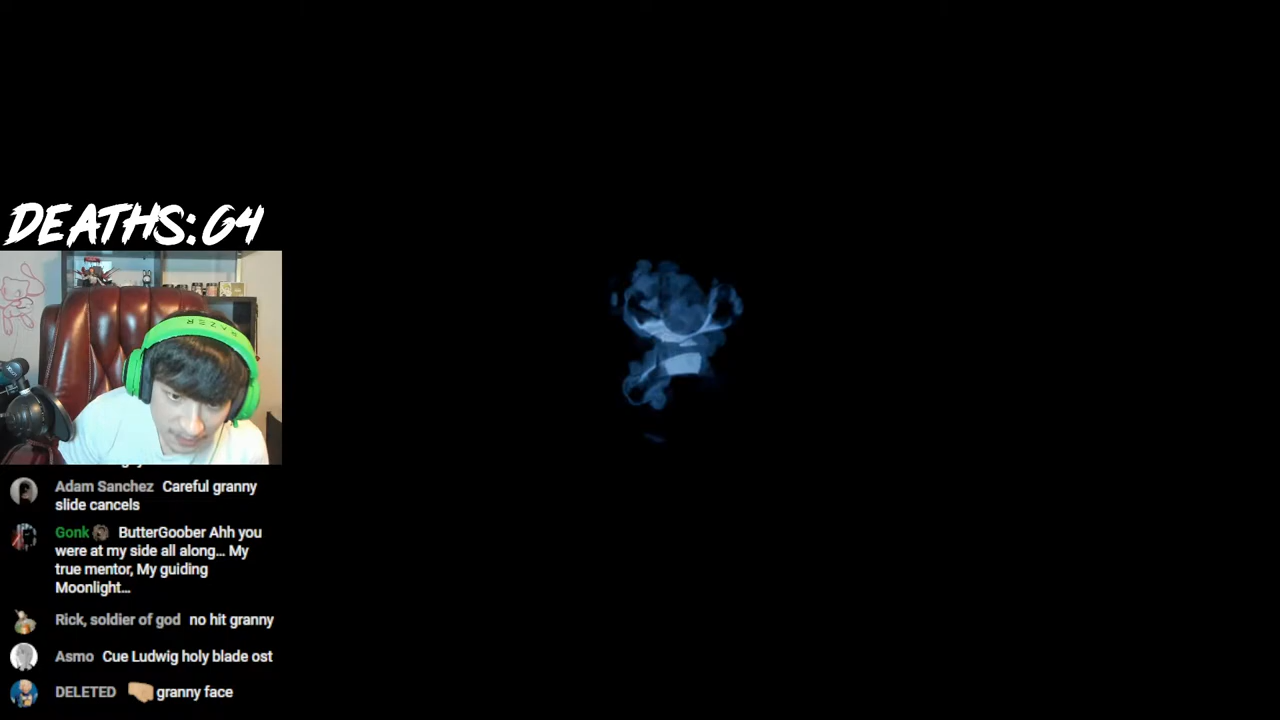 DEATHS:64
RAZER
Adam Sanchez Careful granny
slide cancels
Gonk ButterGoober Ahh you
were at my side all along... My
true mentor, My guiding
Moonlight...
Rick, soldier of god no hit granny
Asmo Cue Ludwig holy blade ost
DELETED 🤜🏼 granny face